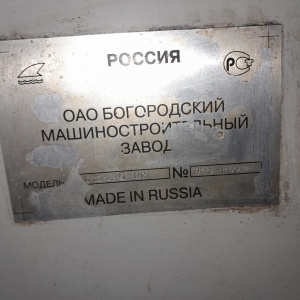 РОССИЯ
ОАО БОГОРОДСКИЙ
МАШИНОСТРОИТЕЛЬНЫЙ
ЗАВОД
МОДЕЛЬ №
MADE IN RUSSIA